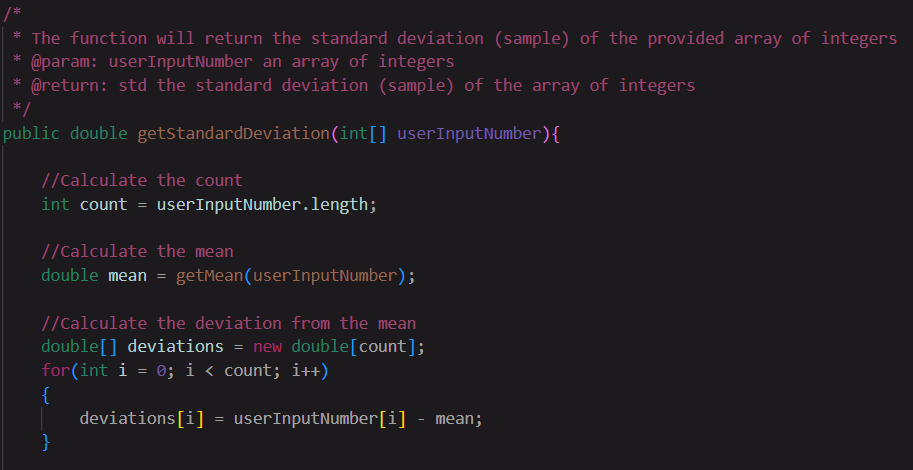 /*
 * The function will return the standard deviation (sample) of the provided array of integers
 * @param: userInputNumber an array of integers
 * @return: std the standard deviation (sample) of the array of integers
 */
public double getStandardDeviation(int[] userInputNumber){
    //Calculate the count
    int count = userInputNumber.length;
    //Calculate the mean
    double mean = getMean(userInputNumber);
    //Calculate the deviation from the mean
    double[] deviations = new double[count];
    for(int i = 0; i < count; i++)
    {
        deviations[i] = userInputNumber[i] - mean;
    }